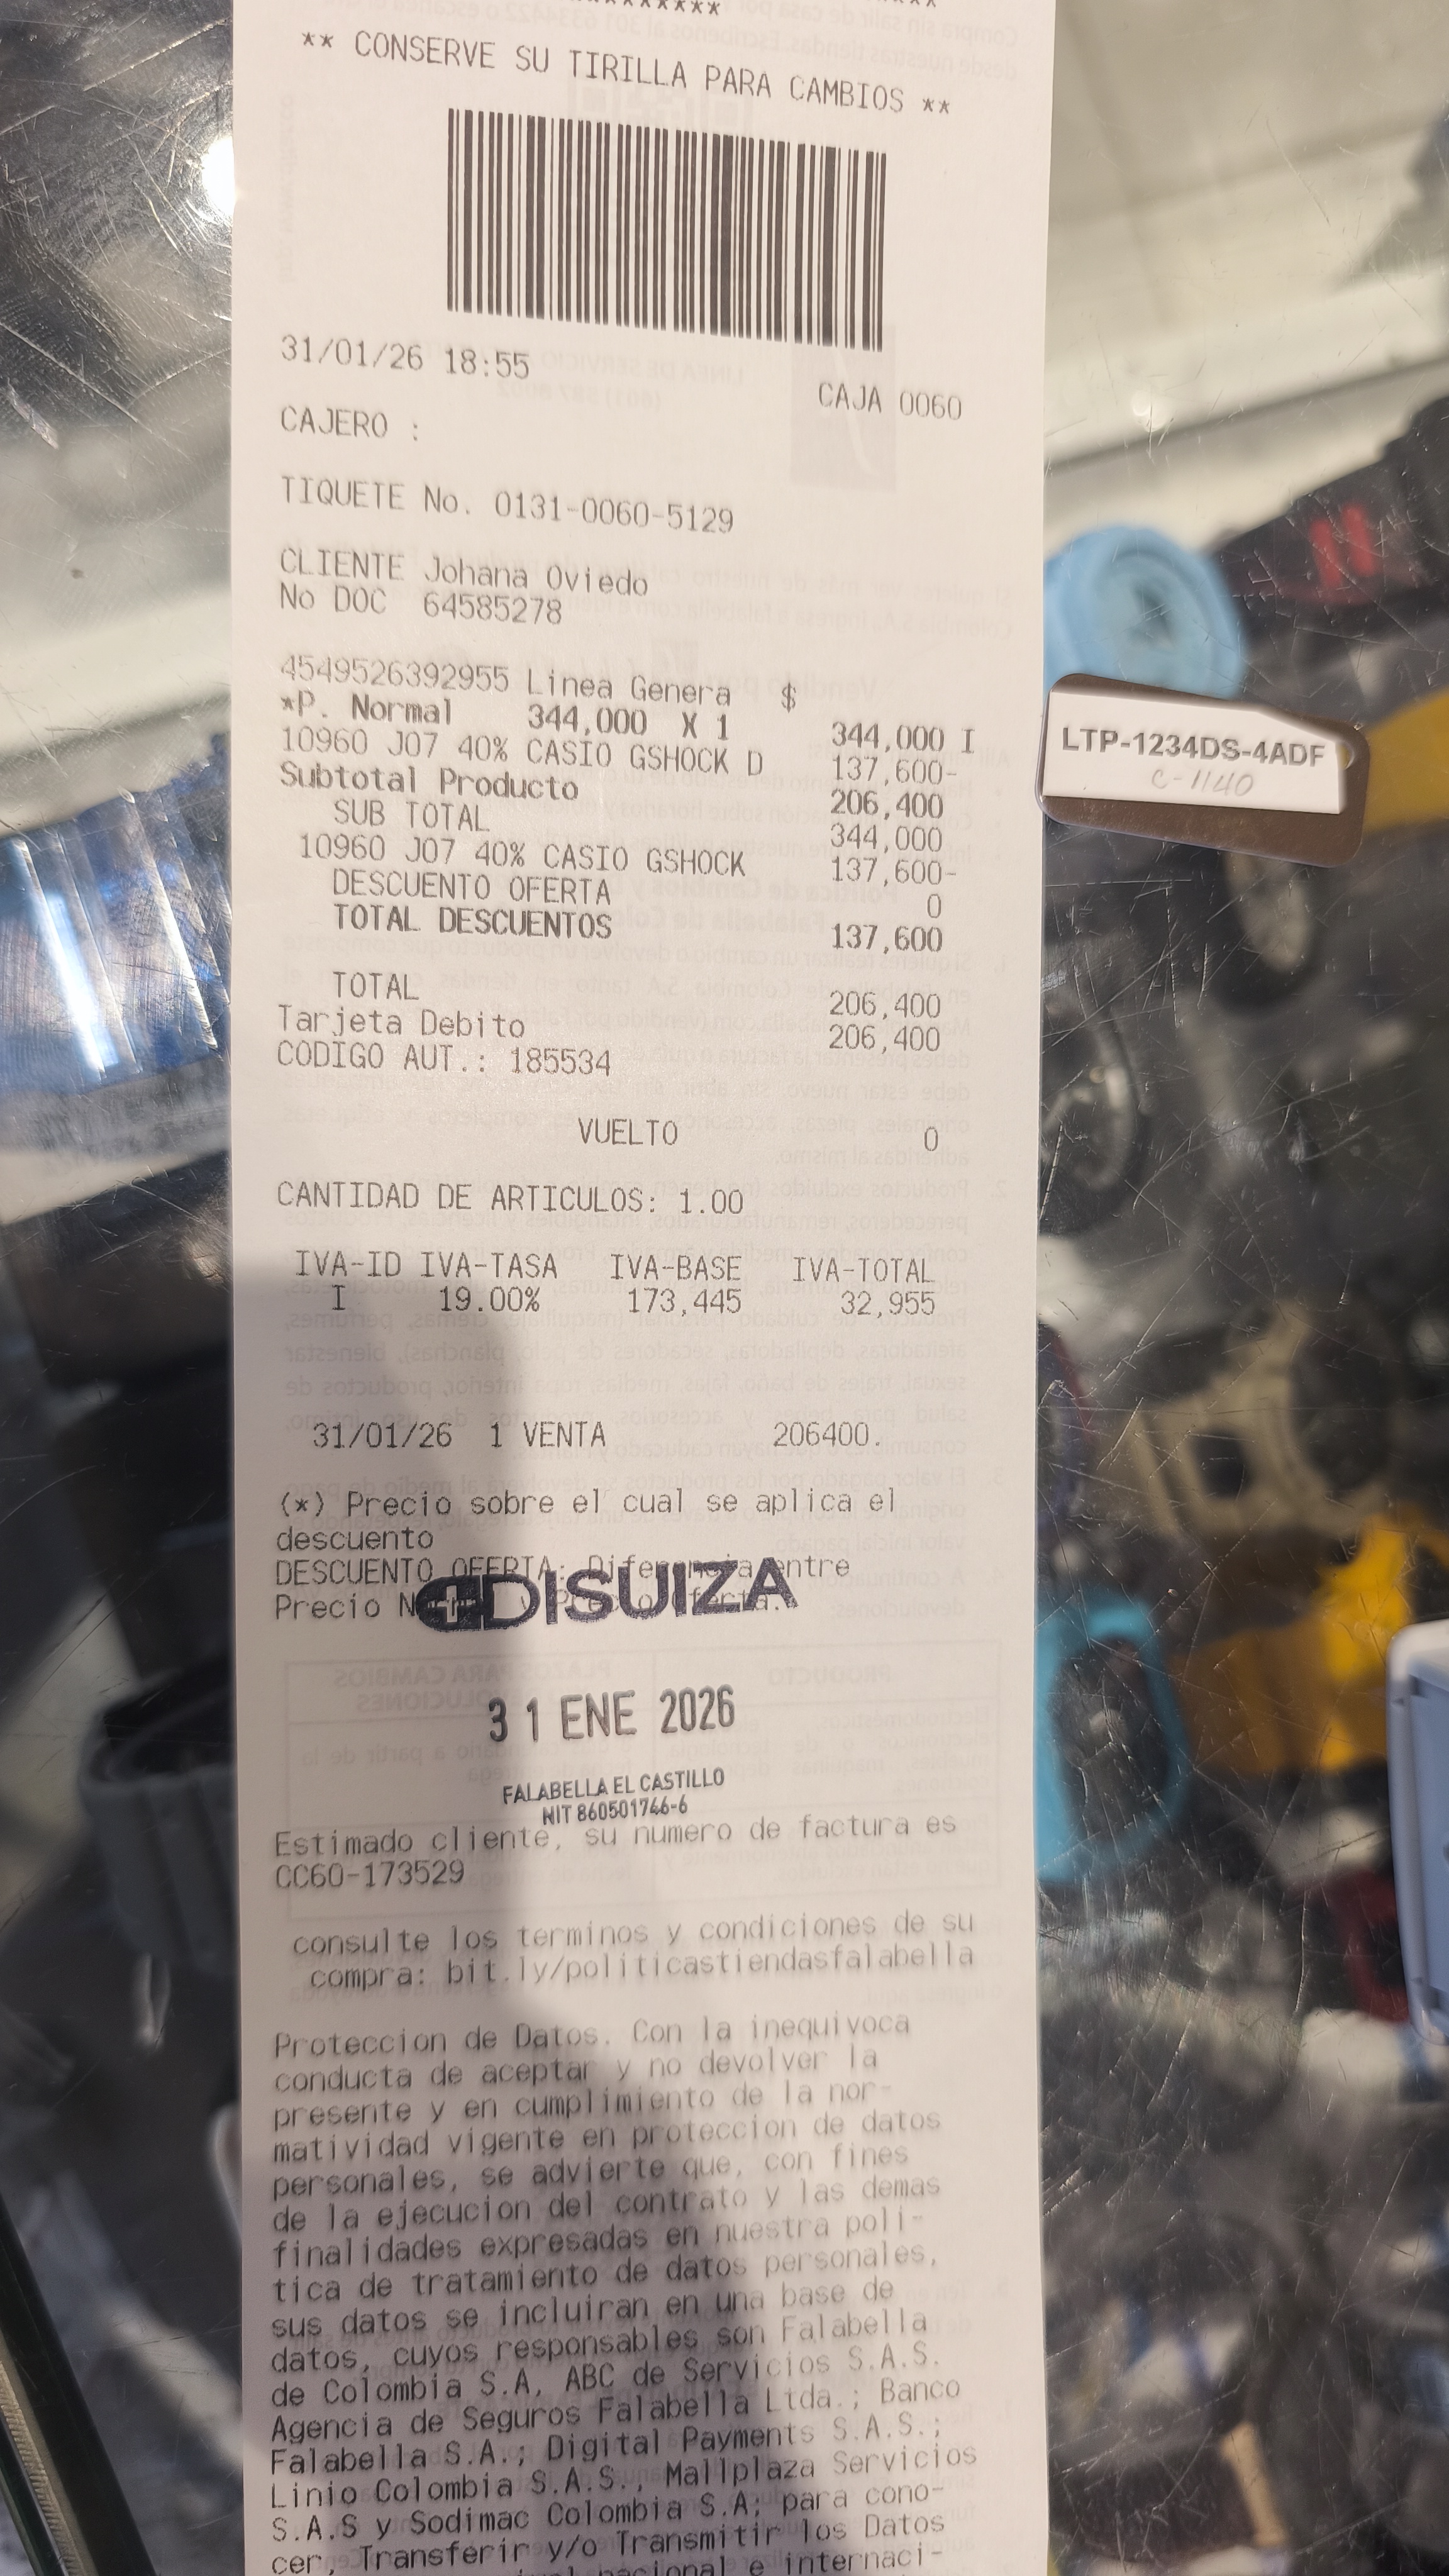 ** CONSERVE SU TIRILLA PARA CAMBIOS **
31/01/26 18:55
CAJA 0060
CAJERO :
TIQUETE No. 0131-0060-5129
CLIENTE Johana Oviedo
No DOC 64585278
4549526392955 Linea Genera $
*P. Normal 344,000 X 1 344,000 I
10960 J07 40% CASIO GSHOCK D 137,600-
Subtotal Producto 206,400
SUB TOTAL 344,000
10960 J07 40% CASIO GSHOCK 137,600-
DESCUENTO OFERTA 0
TOTAL DESCUENTOS 137,600
TOTAL 206,400
Tarjeta Debito 206,400
CODIGO AUT.: 185534
VUELTO 0
CANTIDAD DE ARTICULOS: 1.00
IVA-ID IVA-TASA IVA-BASE IVA-TOTAL
I 19.00% 173,445 32,955
31/01/26 1 VENTA 206400.
(*) Precio sobre el cual se aplica el
descuento
DESCUENTO OFERTA: Diferencia entre
Precio Normal y Precio Oferta.
DISUIZA
31 ENE 2026
FALABELLA EL CASTILLO
NIT 860501746-6
Estimado cliente, su numero de factura es
CC60-173529
consulte los terminos y condiciones de su
compra: bit.ly/politicastiendasfalabella
Proteccion de Datos. Con la inequivoca
conducta de aceptar y no devolver la
presente y en cumplimiento de la nor-
matividad vigente en proteccion de datos
personales, se advierte que, con fines
de la ejecucion del contrato y las demas
finalidades expresadas en nuestra poli-
tica de tratamiento de datos personales,
sus datos se incluiran en una base de
datos, cuyos responsables son Falabella
de Colombia S.A, ABC de Servicios S.A.S.
Agencia de Seguros Falabella Ltda.; Banco
Falabella S.A.; Digital Payments S.A.S.;
Linio Colombia S.A.S., Mallplaza Servicios
S.A.S y Sodimac Colombia S.A; para cono-
cer, Transferir y/o Transmitir los Datos
nacional e internaci-
LTP-1234DS-4ADF
C-1140